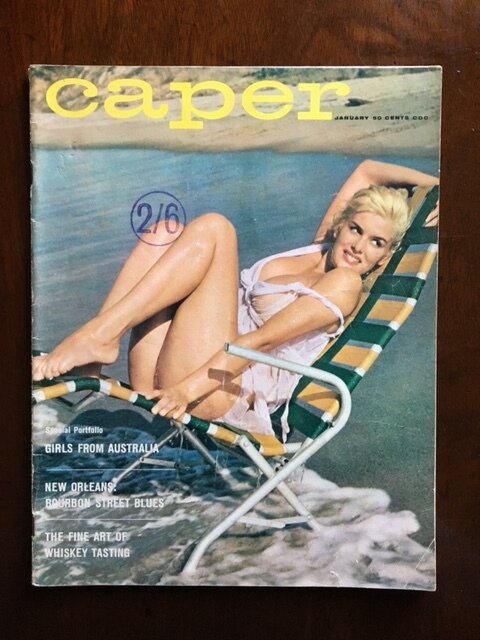 caper
JANUARY 50 CENTS CDC
2/6
Special Portfolio
GIRLS FROM AUSTRALIA
NEW ORLEANS:
BOURBON STREET BLUES
THE FINE ART OF
WHISKEY TASTING